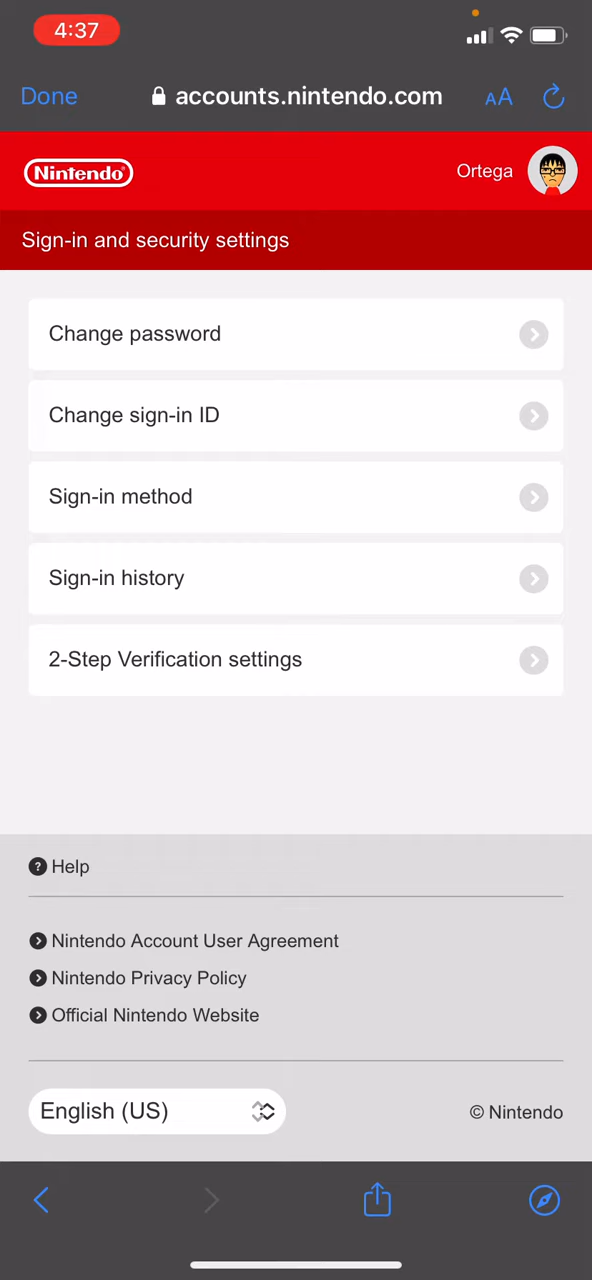 4:37
Done
accounts.nintendo.com
AA
Nintendo
Ortega
Sign-in and security settings
Change password
Change sign-in ID
Sign-in method
Sign-in history
2-Step Verification settings
? Help
Nintendo Account User Agreement
Nintendo Privacy Policy
Official Nintendo Website
English (US)
© Nintendo